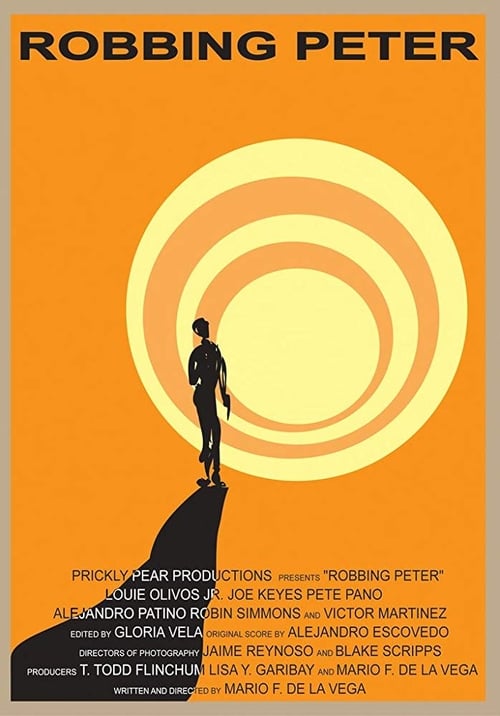 ROBBING PETER
PRICKLY PEAR PRODUCTIONS PRESENTS "ROBBING PETER"
LOUIE OLIVOS JR. JOE KEYES PETE PANO
ALEJANDRO PATINO ROBIN SIMMONS AND VICTOR MARTINEZ
EDITED BY GLORIA VELA ORIGINAL SCORE BY ALEJANDRO ESCOVEDO
DIRECTORS OF PHOTOGRAPHY JAIME REYNOSO AND BLAKE SCRIPPS
PRODUCERS T. TODD FLINCHUM LISA Y. GARIBAY AND MARIO F. DE LA VEGA
WRITTEN AND DIRECTED BY MARIO F. DE LA VEGA